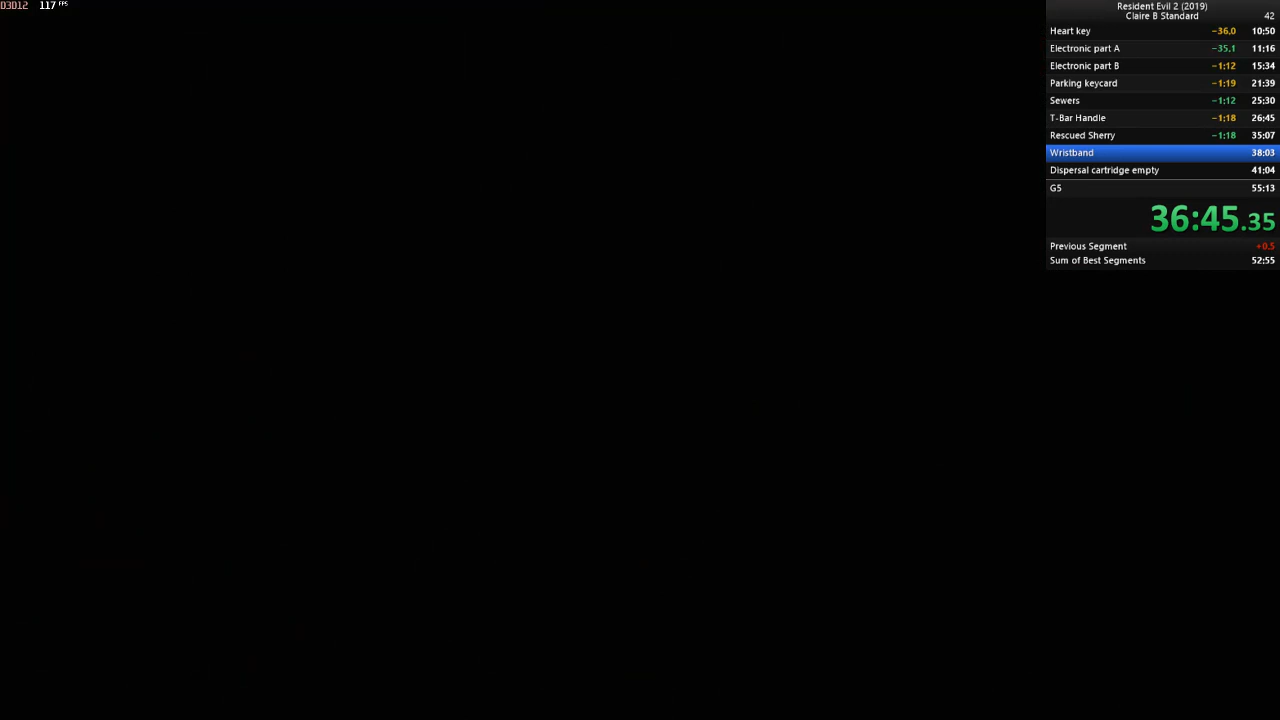 D3D12 117 FPS
Resident Evil 2 (2019)
Claire B Standard 42
Heart key −36,0 10:50
Electronic part A −35,1 11:16
Electronic part B −1:12 15:34
Parking keycard −1:19 21:39
Sewers −1:12 25:30
T-Bar Handle −1:18 26:45
Rescued Sherry −1:18 35:07
Wristband 38:03
Dispersal cartridge empty 41:04
G5 55:13
36:45.35
Previous Segment +0,5
Sum of Best Segments 52:55